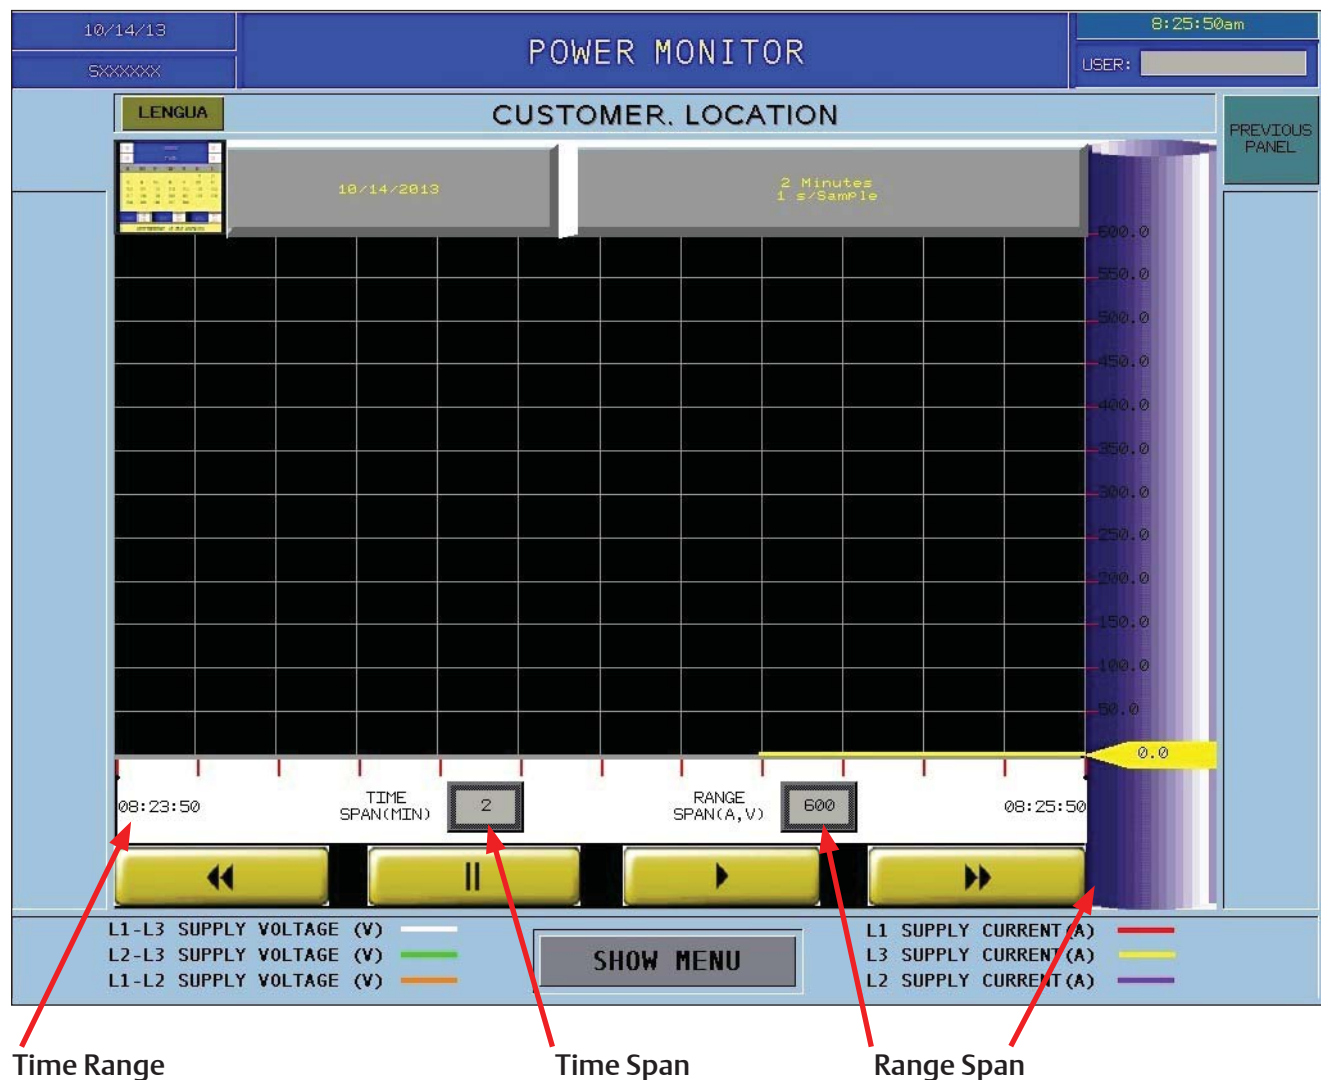 10/14/13
POWER MONITOR
8:25:50am
SXXXXXX
USER:
LENGUA
CUSTOMER. LOCATION
PREVIOUS
PANEL
10/14/2013
2 Minutes
1 s/Sample
600.0
550.0
500.0
450.0
400.0
350.0
300.0
250.0
200.0
150.0
100.0
50.0
0.0
08:23:50
TIME
SPAN(MIN)
2
RANGE
SPAN(A,V)
600
08:25:50
L1-L3 SUPPLY VOLTAGE (V)
L2-L3 SUPPLY VOLTAGE (V)
L1-L2 SUPPLY VOLTAGE (V)
SHOW MENU
L1 SUPPLY CURRENT(A)
L3 SUPPLY CURRENT(A)
L2 SUPPLY CURRENT(A)
Time Range
Time Span
Range Span